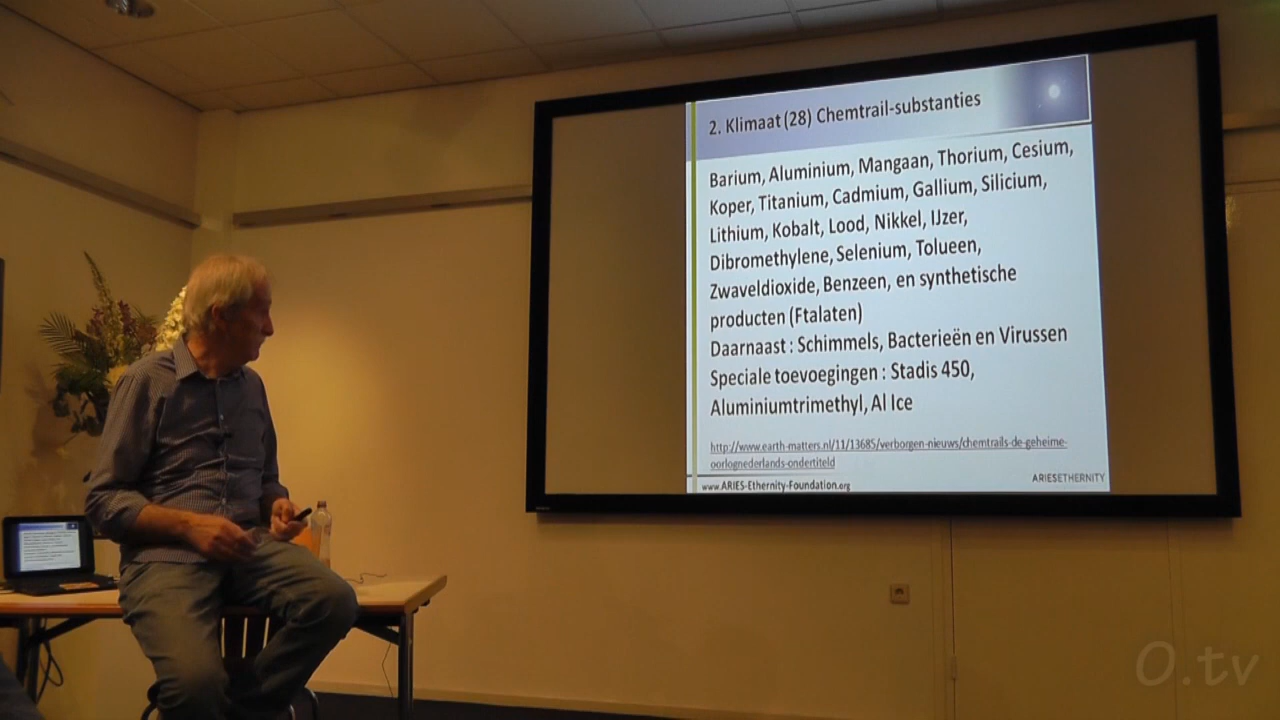 2. Klimaat (28) Chemtrail-substanties
Barium, Aluminium, Mangaan, Thorium, Cesium,
Koper, Titanium, Cadmium, Gallium, Silicium,
Lithium, Kobalt, Lood, Nikkel, IJzer,
Dibromethylene, Selenium, Tolueen,
Zwaveldioxide, Benzeen, en synthetische
producten (Ftalaten)
Daarnaast : Schimmels, Bacterieën en Virussen
Speciale toevoegingen : Stadis 450,
Aluminiumtrimethyl, Al Ice
http://www.earth-matters.nl/11/13685/verborgen-nieuws/chemtrails-de-geheime-
oorlognederlands-ondertiteld
www.ARIES-Ethernity-Foundation.org
ARIESETHERNITY
O.tv